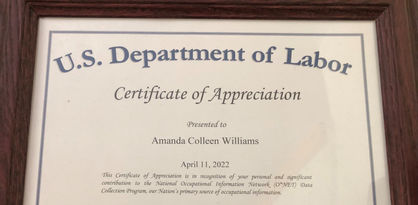 U.S. Department of Labor
Certificate of Appreciation
Presented to
Amanda Colleen Williams
April 11, 2022
This Certificate of Appreciation is in recognition of your personal and significant
contribution to the National Occupational Information Network (O*NET) Data
Collection Program, our Nation's primary source of occupational information.